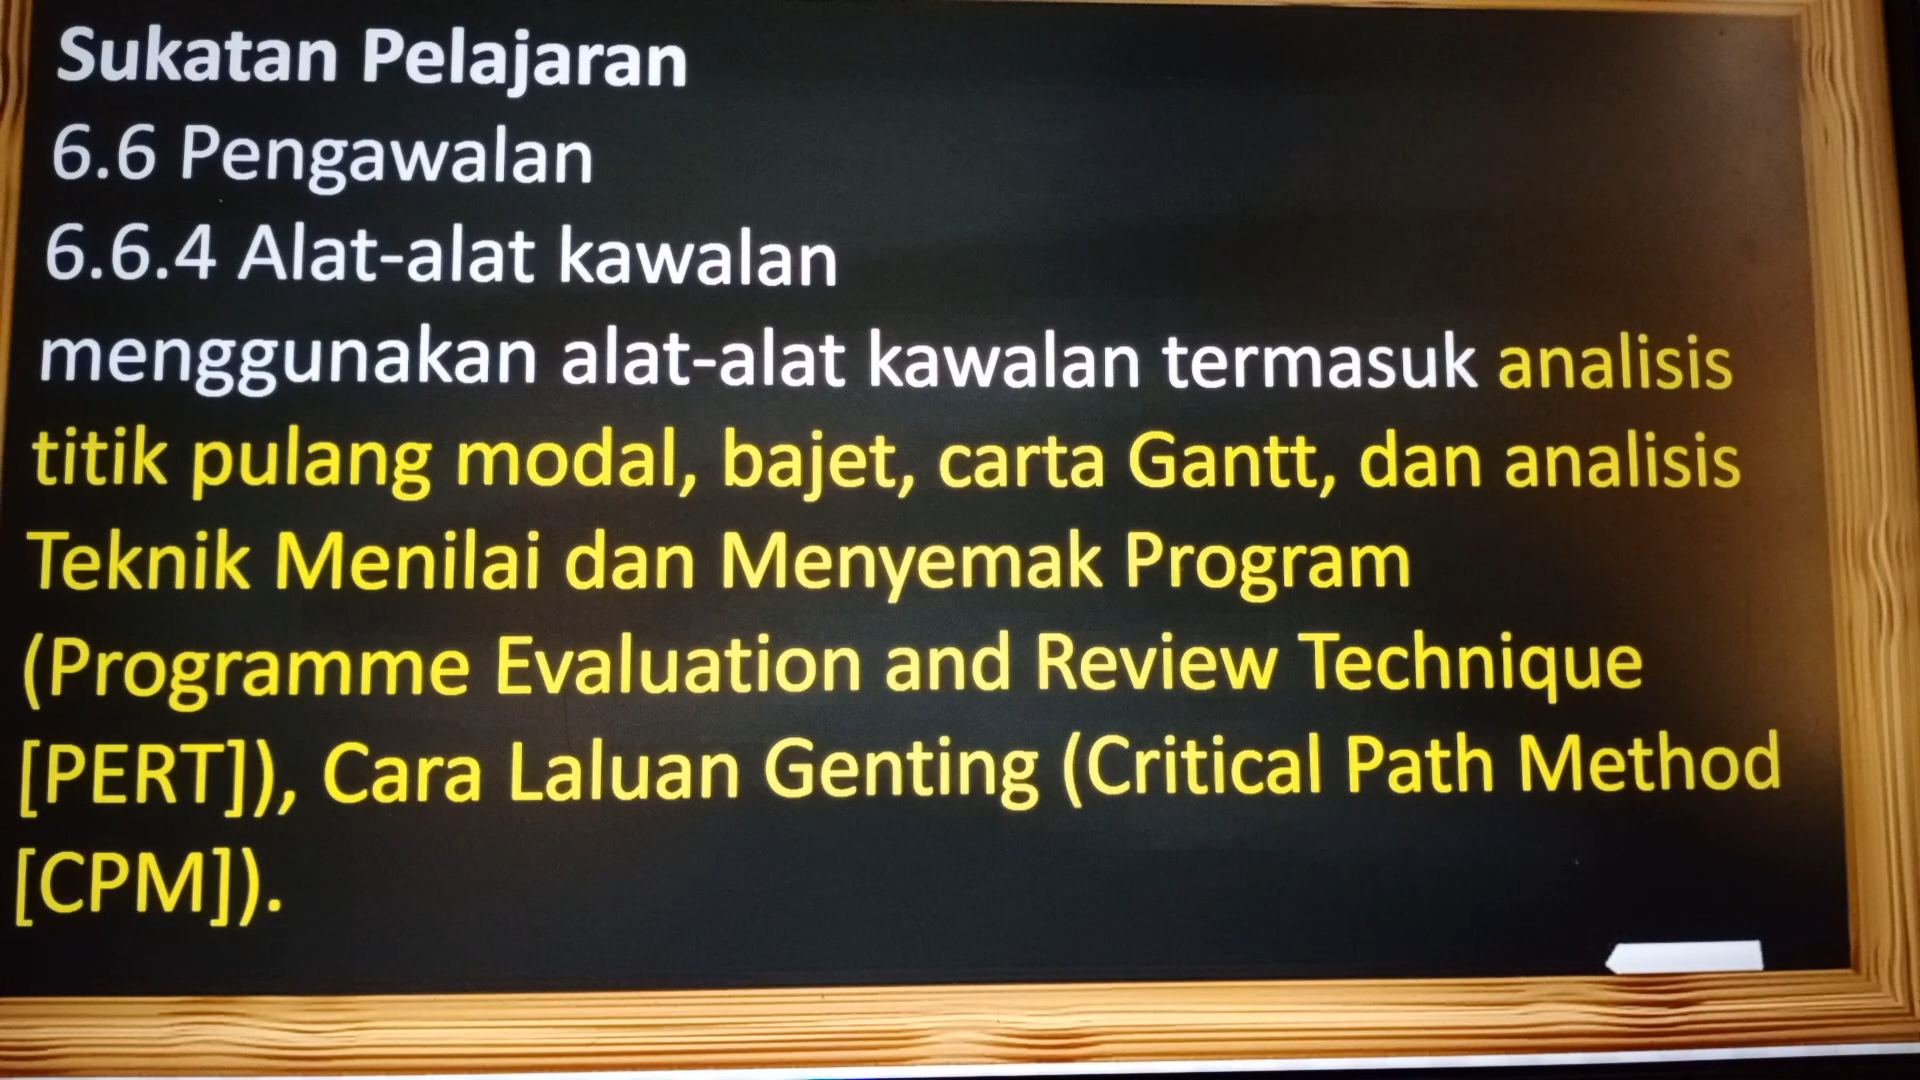 Sukatan Pelajaran
6.6 Pengawalan
6.6.4 Alat-alat kawalan
menggunakan alat-alat kawalan termasuk analisis
titik pulang modal, bajet, carta Gantt, dan analisis
Teknik Menilai dan Menyemak Program
(Programme Evaluation and Review Technique
[PERT]), Cara Laluan Genting (Critical Path Method
[CPM]).